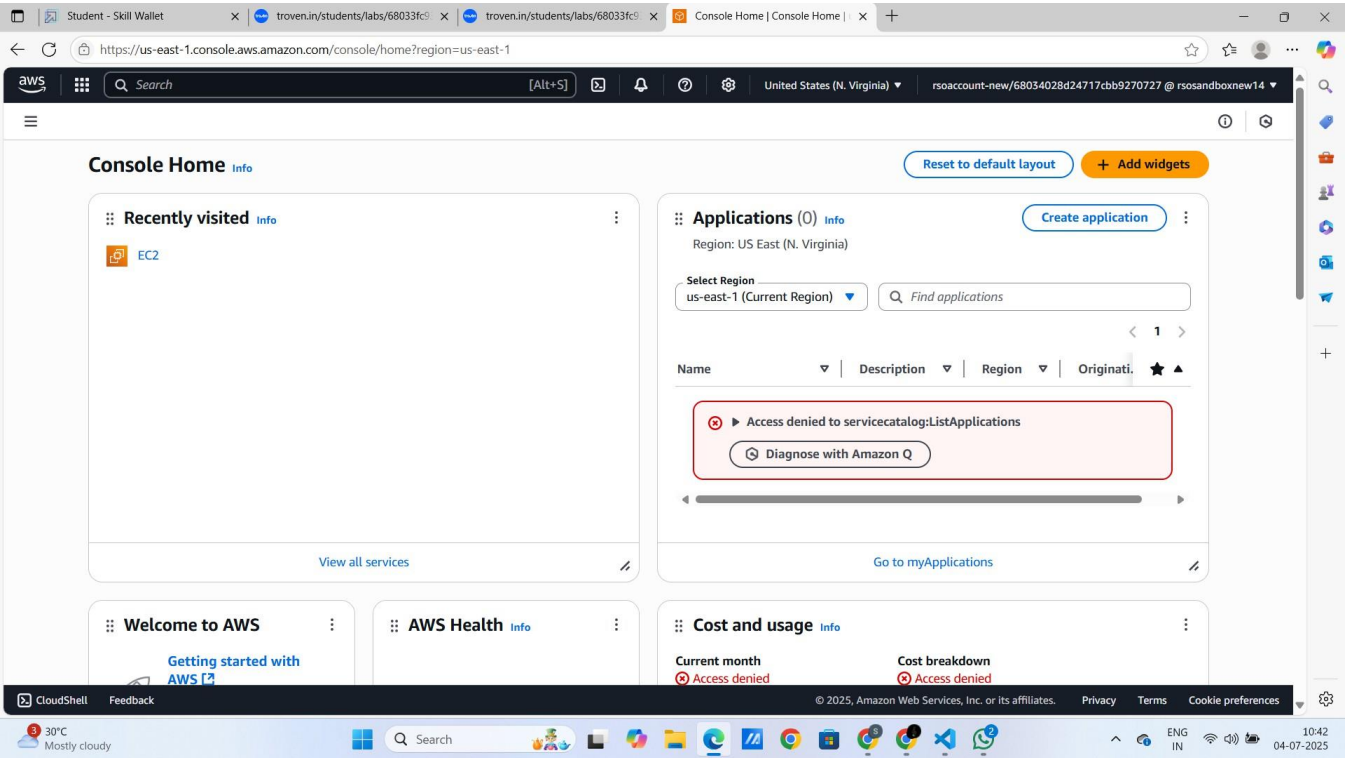 Student - Skill Wallet
troven.in/students/labs/68033fc9
troven.in/students/labs/68033fc9
Console Home | Console Home |
https://us-east-1.console.aws.amazon.com/console/home?region=us-east-1
aws
Search
[Alt+S]
United States (N. Virginia)
rsoaccount-new/68034028d24717cbb9270727 @ rsosandboxnew14
Console Home Info
Reset to default layout
+ Add widgets
Recently visited Info
EC2
View all services
Applications (0) Info
Create application
Region: US East (N. Virginia)
Select Region
us-east-1 (Current Region)
Find applications
1
Name
Description
Region
Originati.
Access denied to servicecatalog:ListApplications
Diagnose with Amazon Q
Go to myApplications
Welcome to AWS
Getting started with
AWS
AWS Health Info
Cost and usage Info
Current month
Access denied
Cost breakdown
Access denied
CloudShell
Feedback
© 2025, Amazon Web Services, Inc. or its affiliates.
Privacy
Terms
Cookie preferences
3
30°C
Mostly cloudy
Search
S
2
ENG
IN
10:42
04-07-2025